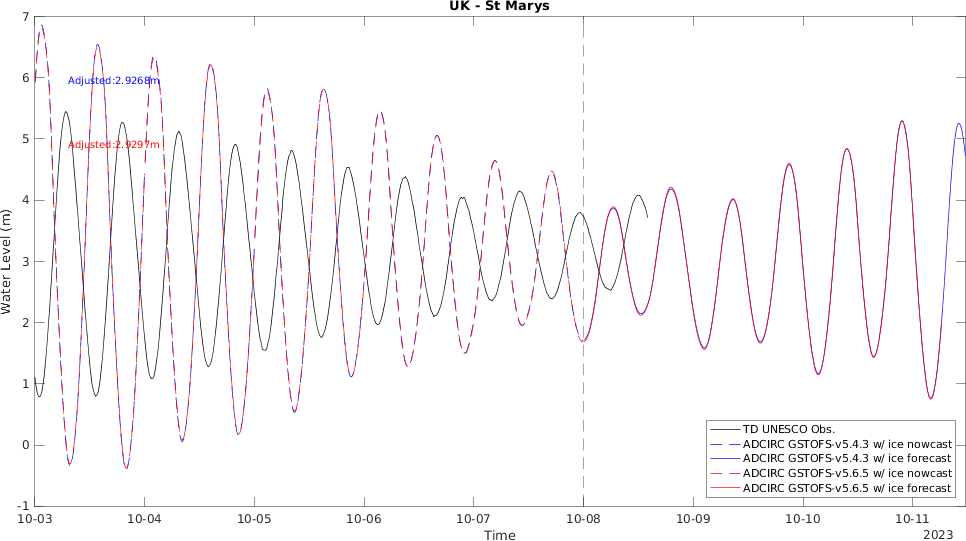 UK - St Marys
7
6
5
4
3
2
1
0
-1
Water Level (m)
Adjusted:2.9268m
Adjusted:2.9297m
TD UNESCO Obs.
ADCIRC GSTOFS-v5.4.3 w/ ice nowcast
ADCIRC GSTOFS-v5.4.3 w/ ice forecast
ADCIRC GSTOFS-v5.6.5 w/ ice nowcast
ADCIRC GSTOFS-v5.6.5 w/ ice forecast
10-03 10-04 10-05 10-06 10-07 10-08 10-09 10-10 10-11
Time
2023